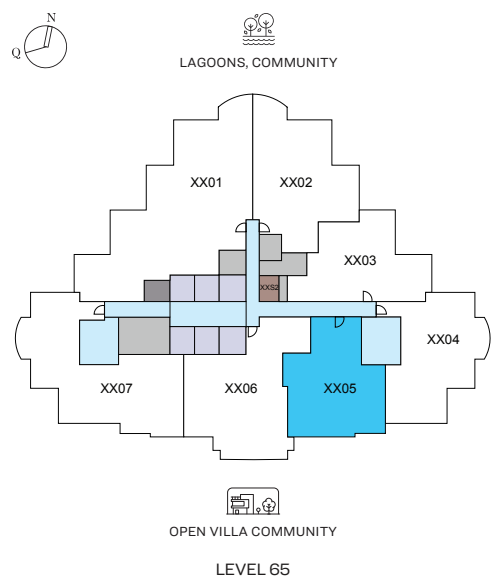 N
Q
LAGOONS, COMMUNITY
XX01
XX02
XX03
XXS2
XX04
XX05
XX06
XX07
OPEN VILLA COMMUNITY
LEVEL 65